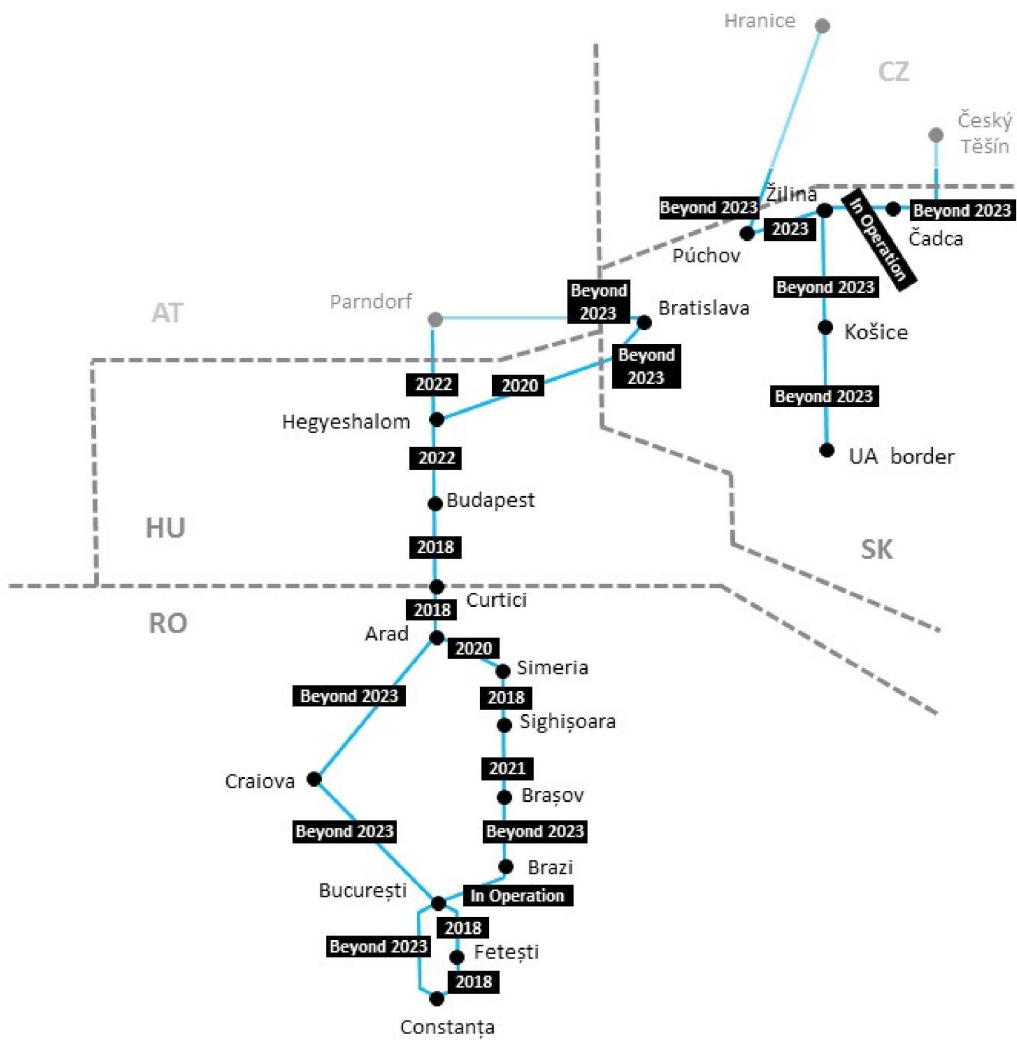 Hranice
CZ
Český
Těšín
Žilina
Beyond 2023
In Operation
Beyond 2023
2023
Čadca
Púchov
Beyond 2023
Beyond
2023
Parndorf
Bratislava
AT
Košice
Beyond
2023
2022
2020
Beyond 2023
Hegyeshalom
2022
UA border
Budapest
HU
2018
SK
Curtici
2018
RO
Arad
2020
Simeria
Beyond 2023
2018
Sighișoara
2021
Craiova
Brașov
Beyond 2023
Beyond 2023
Brazi
București
In Operation
2018
Beyond 2023
Fetești
2018
Constanța